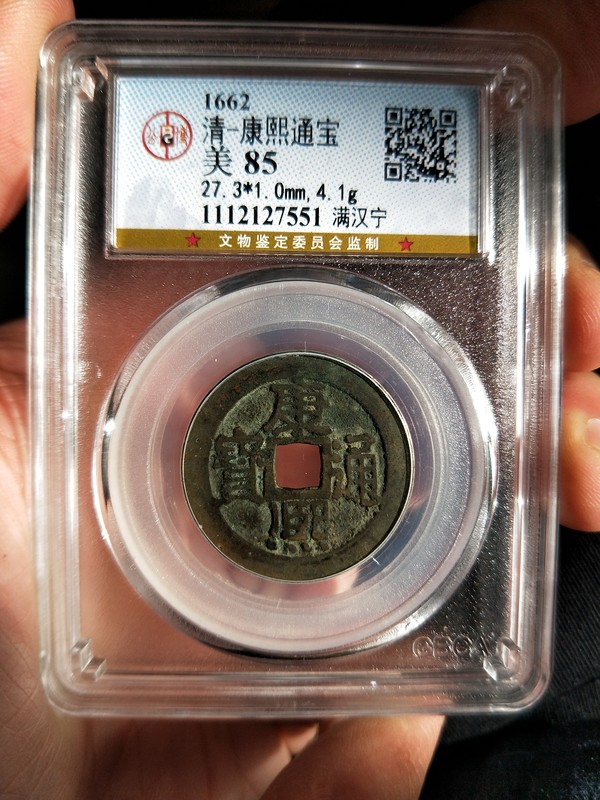 1662
清-康熙通宝
美 85
27.3*1.0mm,4.1g
1112127551 满汉宁
文物鉴定委员会监制
康
寶 通
熙